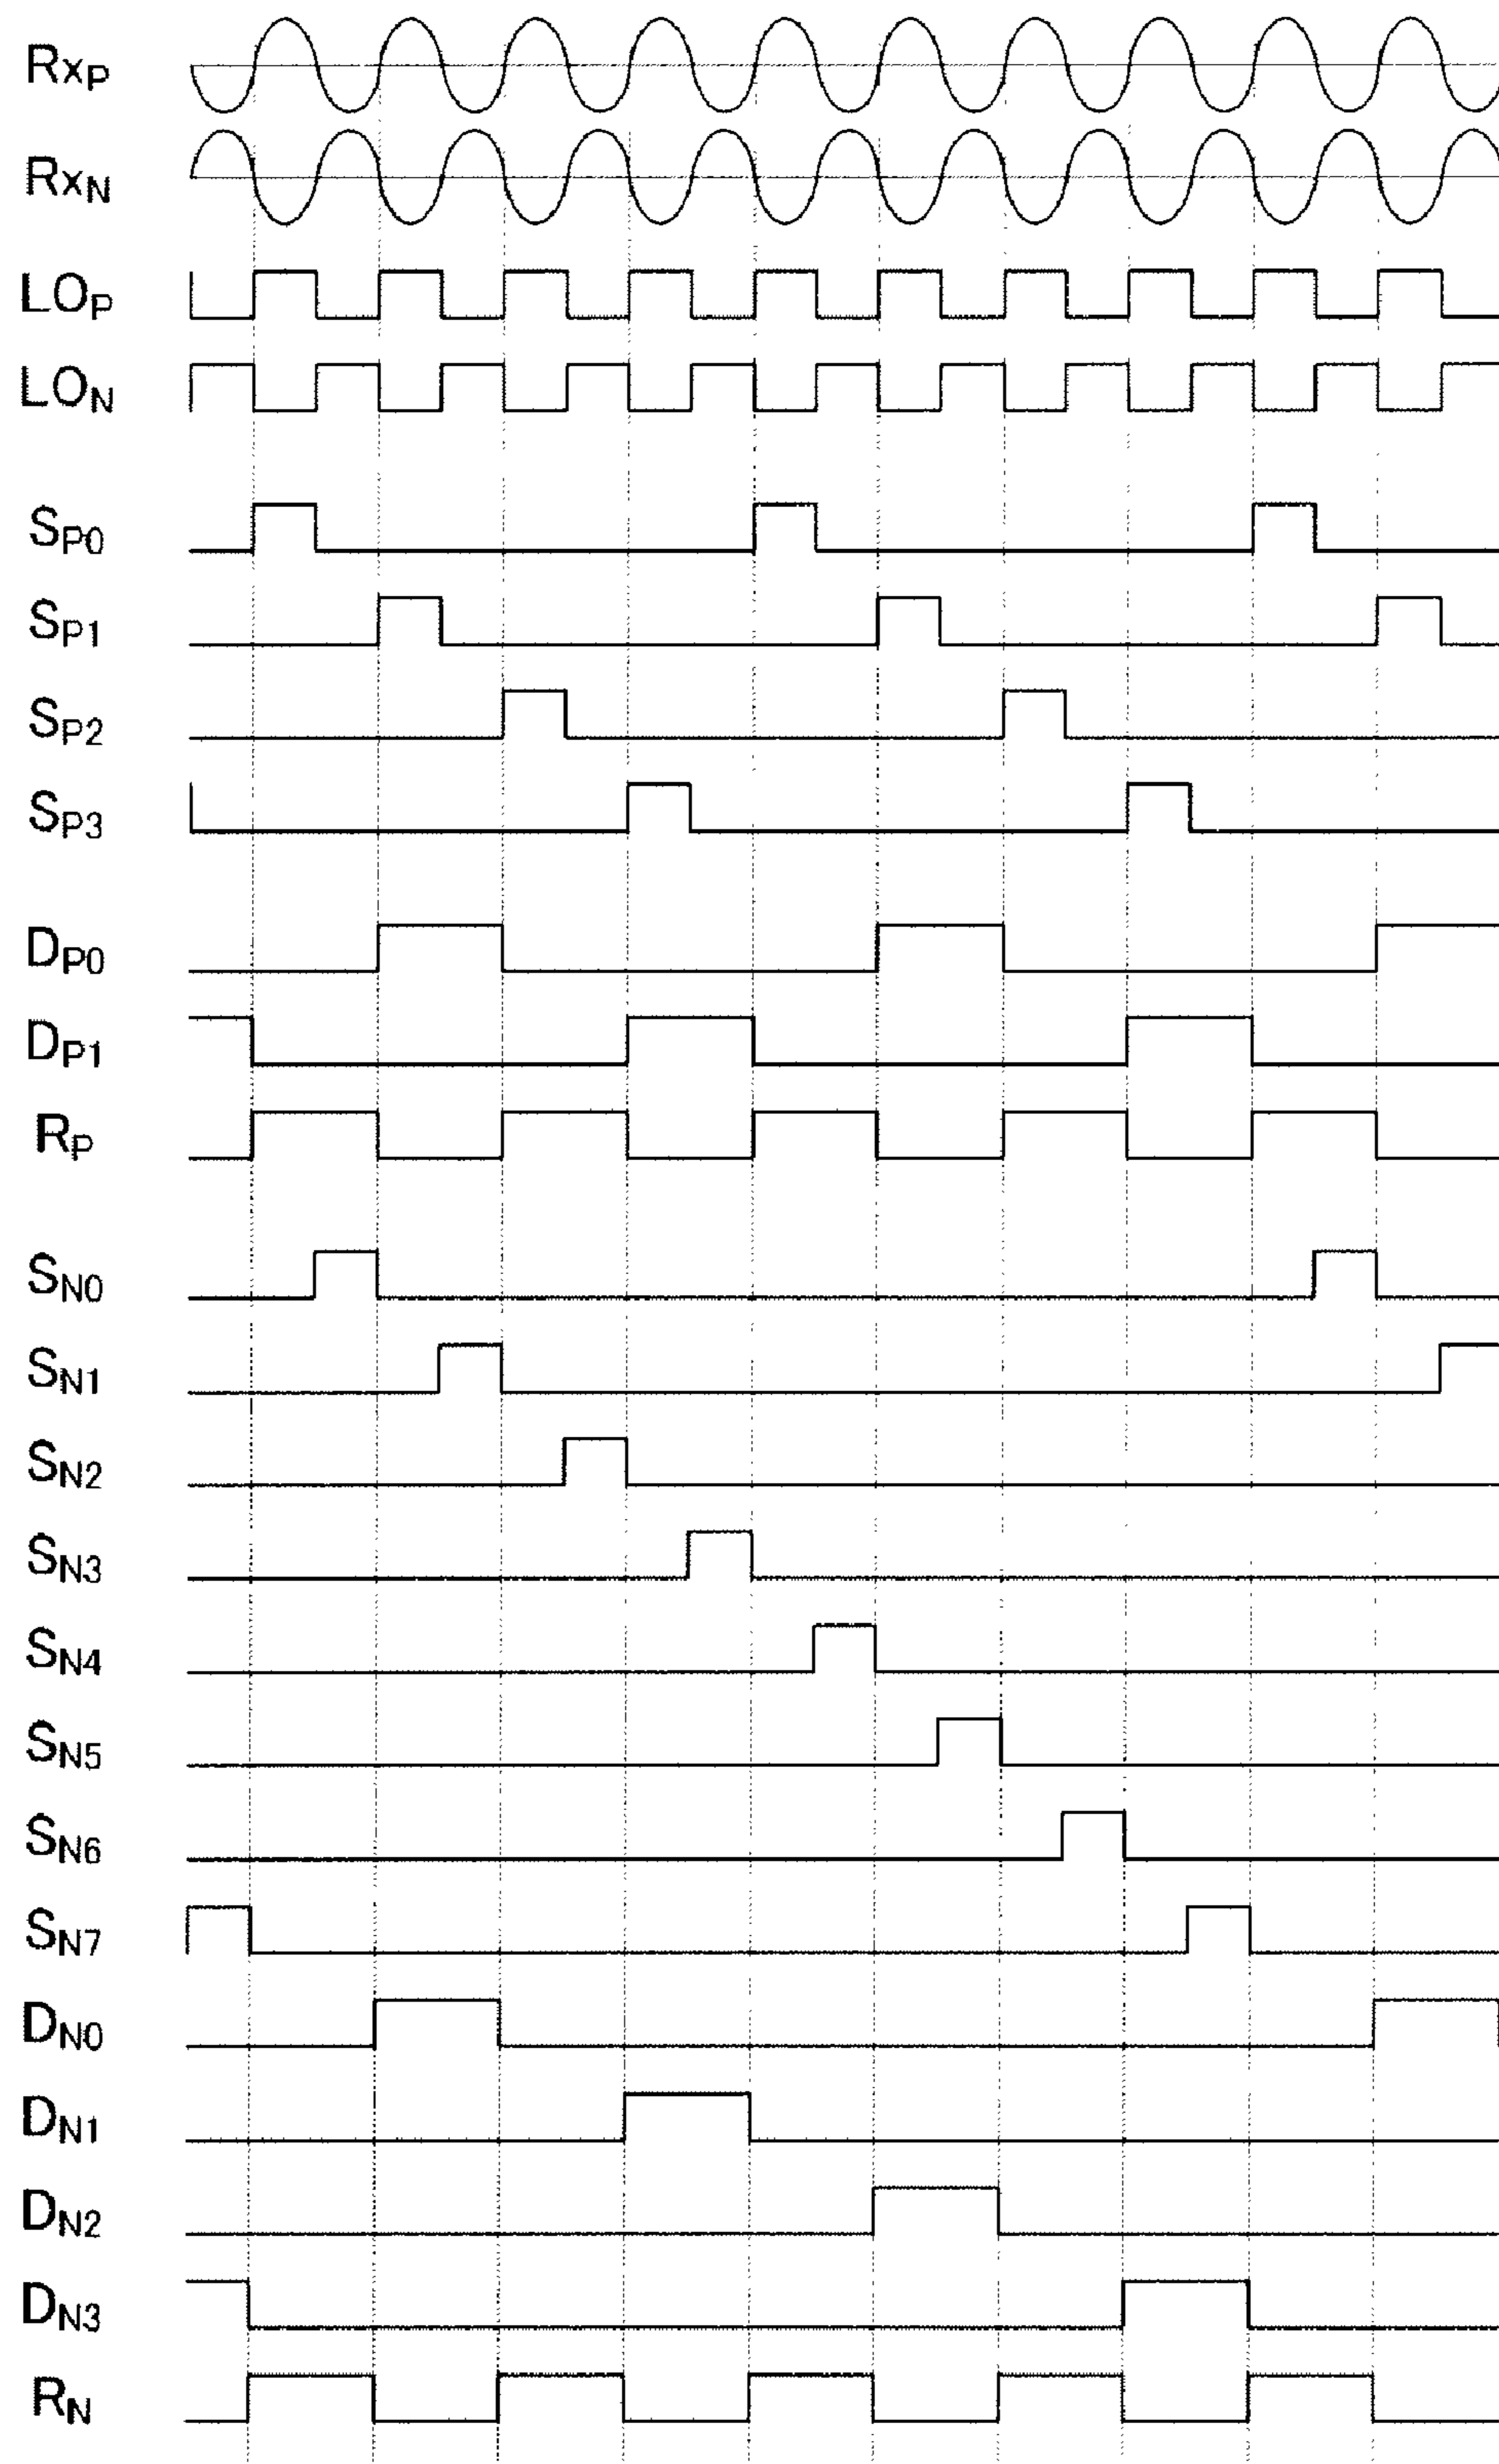 RxP
RxN
LOP
LON
SP0
SP1
SP2
SP3
DP0
DP1
RP
SN0
SN1
SN2
SN3
SN4
SN5
SN6
SN7
DN0
DN1
DN2
DN3
RN